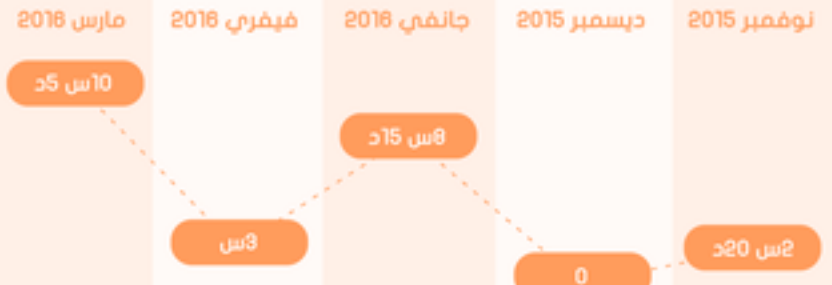 نوفمبر 2015
ديسمبر 2015
جانفي 2016
فيفري 2016
مارس 2016
2س 20د
0
8س 15د
3س
10س 5د